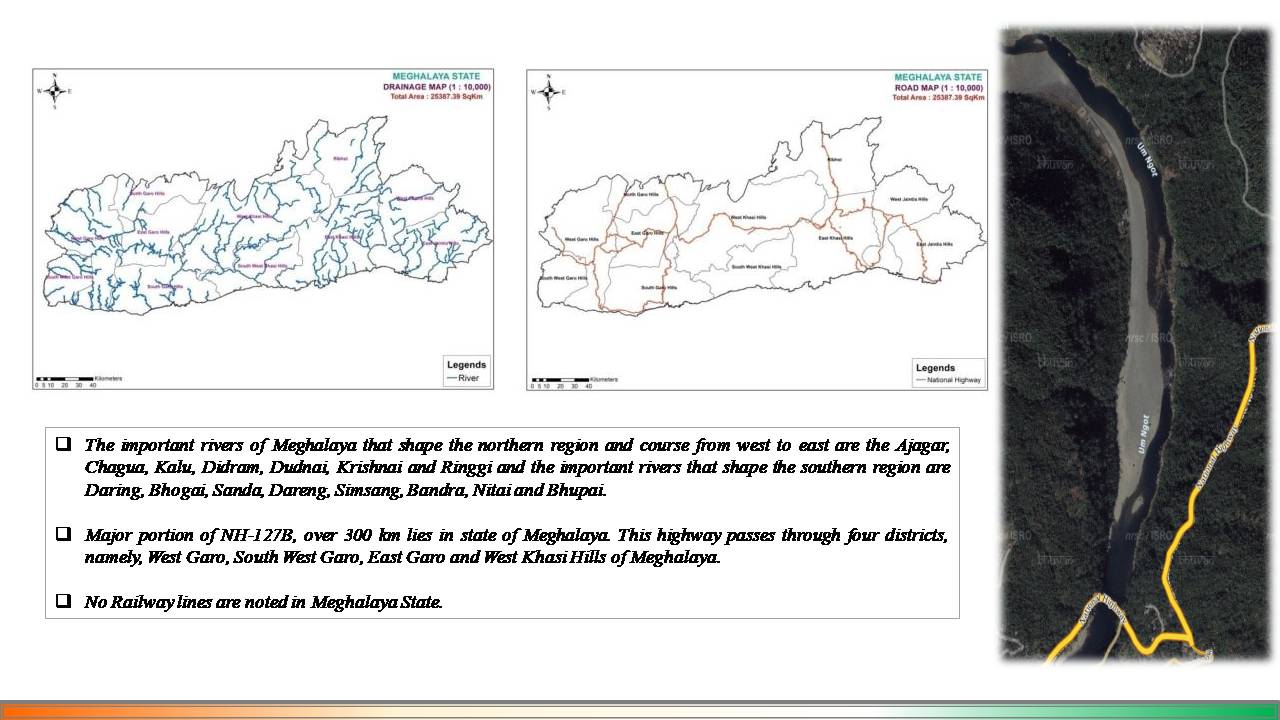 MEGHALAYA STATE
DRAINAGE MAP (1 : 10,000)
Total Area : 25387.39 SqKm
N
W E
S
Ribhoi
North Garo Hills
West Jaintia Hills
West Khasi Hills
East Garo Hills
West Garo Hills
East Khasi Hills
East Jaintia Hills
South West Khasi Hills
South West Garo Hills
South Garo Hills
Legends
River
Kilometers
0 5 10 20 30 40
MEGHALAYA STATE
ROAD MAP (1 : 10,000)
Total Area : 25387.39 SqKm
N
W E
S
Ribhoi
North Garo Hills
West Jaintia Hills
West Khasi Hills
East Garo Hills
West Garo Hills
East Khasi Hills
East Jaintia Hills
South West Khasi Hills
South West Garo Hills
South Garo Hills
Legends
National Highway
Kilometers
0 5 10 20 30 40
The important rivers of Meghalaya that shape the northern region and course from west to east are the Ajagar,
Chagua, Kalu, Didram, Dudnai, Krishnai and Ringgi and the important rivers that shape the southern region are
Daring, Bhogai, Sanda, Dareng, Simsang, Bandra, Nitai and Bhupai.
Major portion of NH-127B, over 300 km lies in state of Meghalaya. This highway passes through four districts,
namely, West Garo, South West Garo, East Garo and West Khasi Hills of Meghalaya.
No Railway lines are noted in Meghalaya State.
Um Ngot
Um Ngot
National Highway
National Highway
nrsc/ISRO
bhuvan